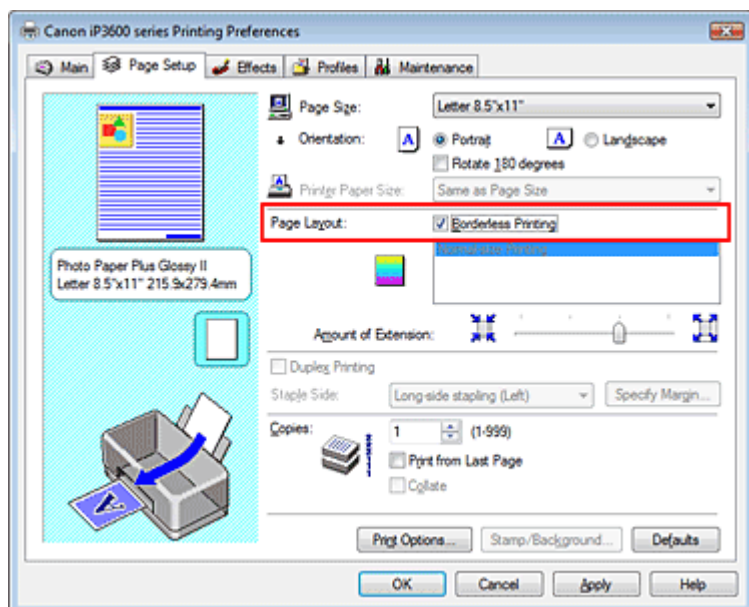 Canon iP3600 series Printing Preferences
Main Page Setup Effects Profiles Maintenance
Page Size: Letter 8.5"x11"
Orientation: A Portrait A Landscape
Rotate 180 degrees
Printer Paper Size: Same as Page Size
Page Layout: Borderless Printing
Normal-size Printing
Photo Paper Plus Glossy II
Letter 8.5"x11" 215.9x279.4mm
Amount of Extension:
Duplex Printing
Staple Side: Long-side stapling (Left) Specify Margin...
Copies: 1 (1-999)
Print from Last Page
Collate
A
Print Options... Stamp/Background... Defaults
OK Cancel Apply Help